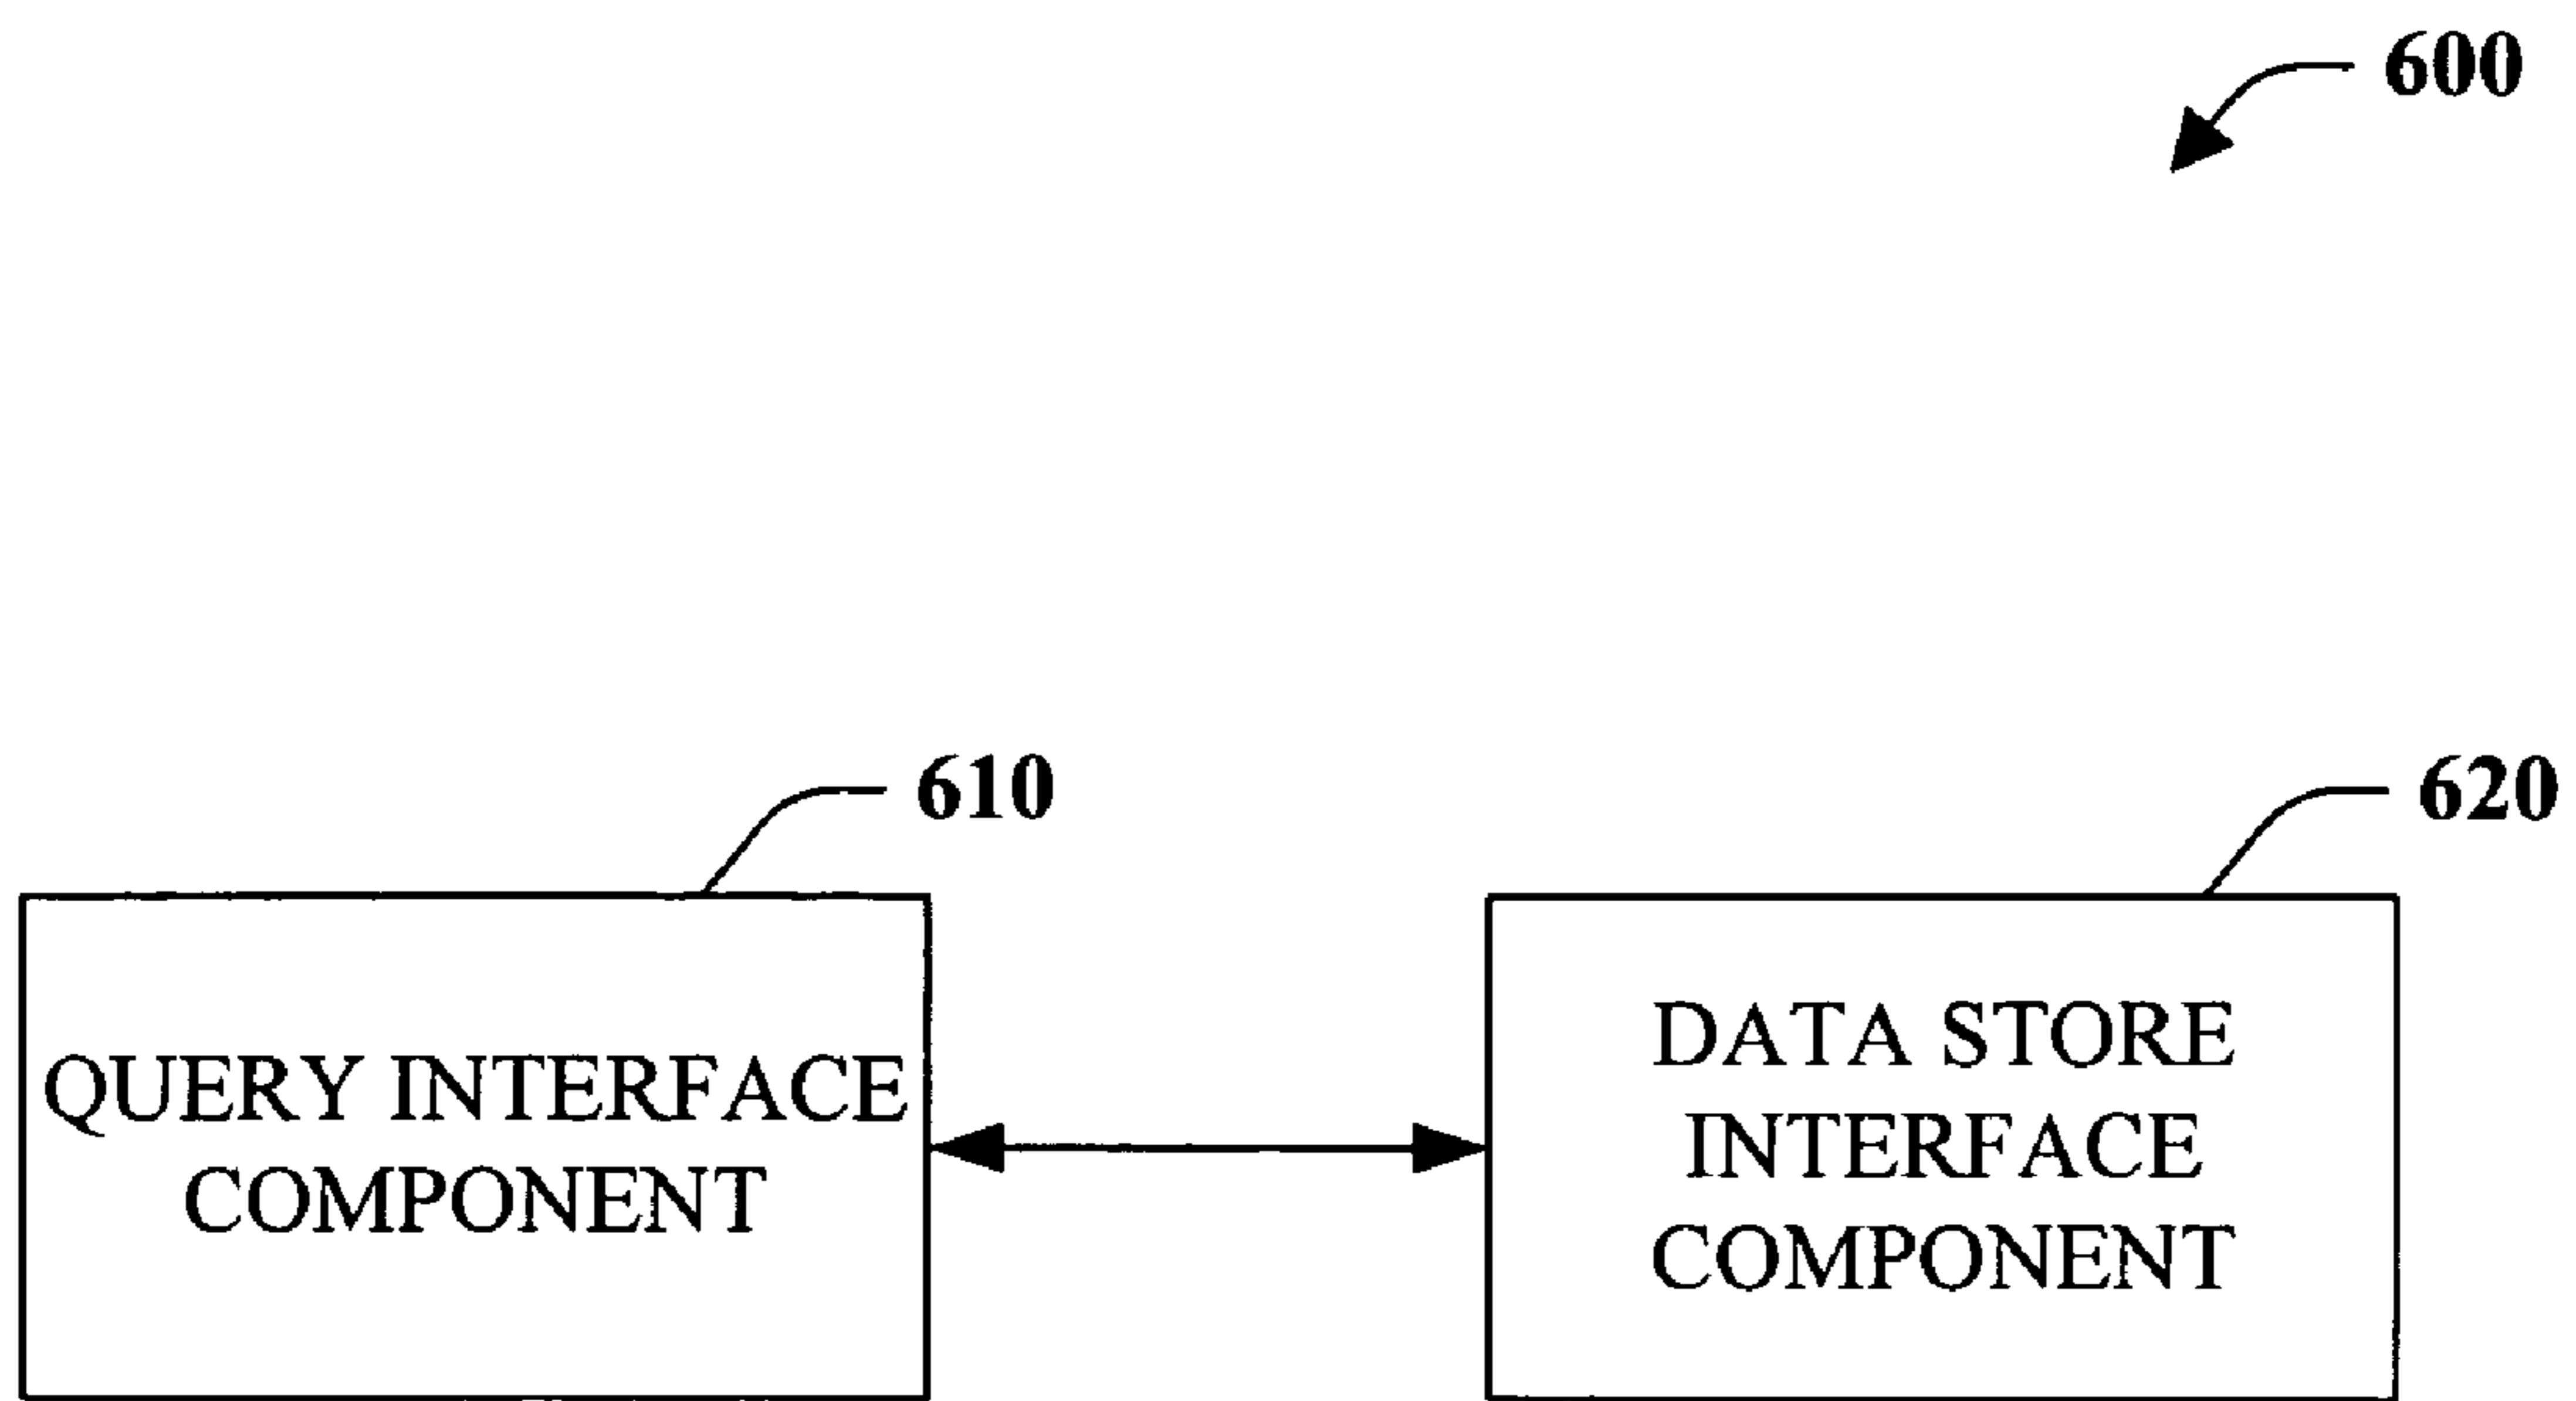 600
610
620
QUERY INTERFACE
COMPONENT
DATA STORE
INTERFACE
COMPONENT